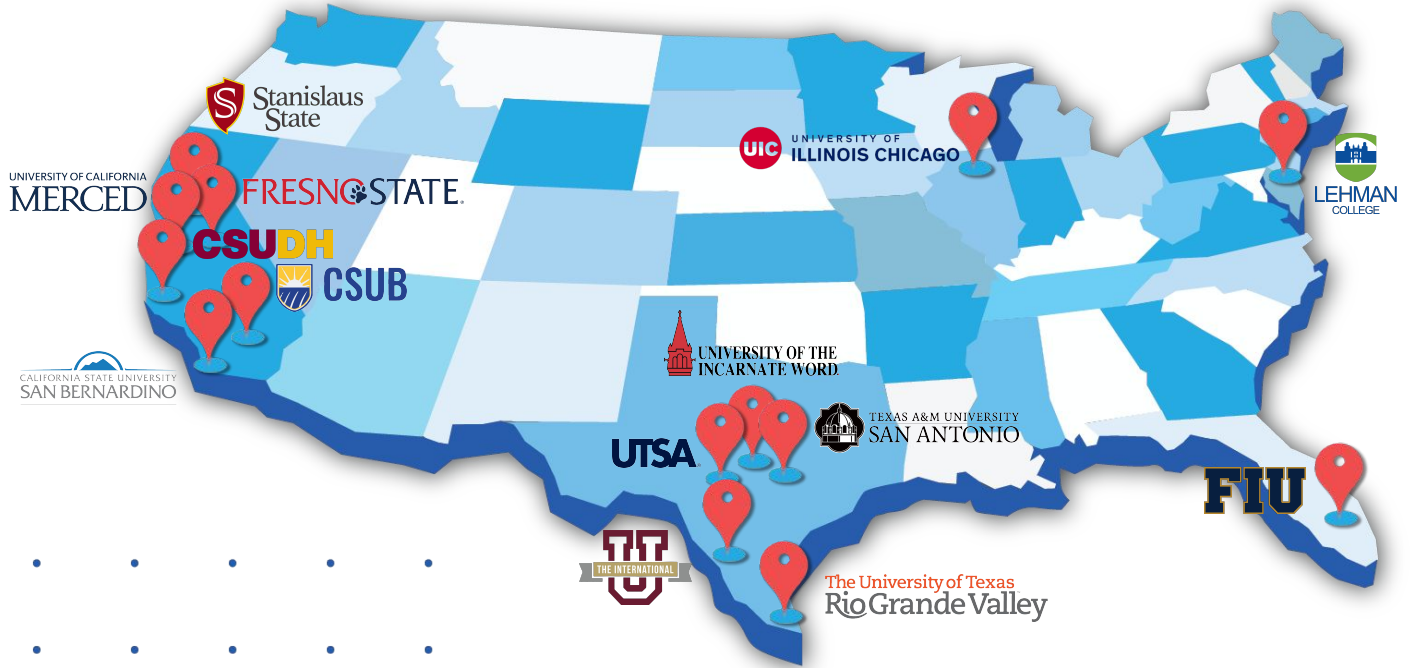 S
Stanislaus
State
UIC
UNIVERSITY OF
ILLINOIS CHICAGO
LEHMAN
COLLEGE
UNIVERSITY OF CALIFORNIA
MERCED
FRESNO STATE
CSUDH
CSUB
CALIFORNIA STATE UNIVERSITY
SAN BERNARDINO
UNIVERSITY OF THE
INCARNATE WORD
UTSA
TEXAS A&M UNIVERSITY
SAN ANTONIO
FIU
U
THE INTERNATIONAL
The University of Texas
Rio Grande Valley